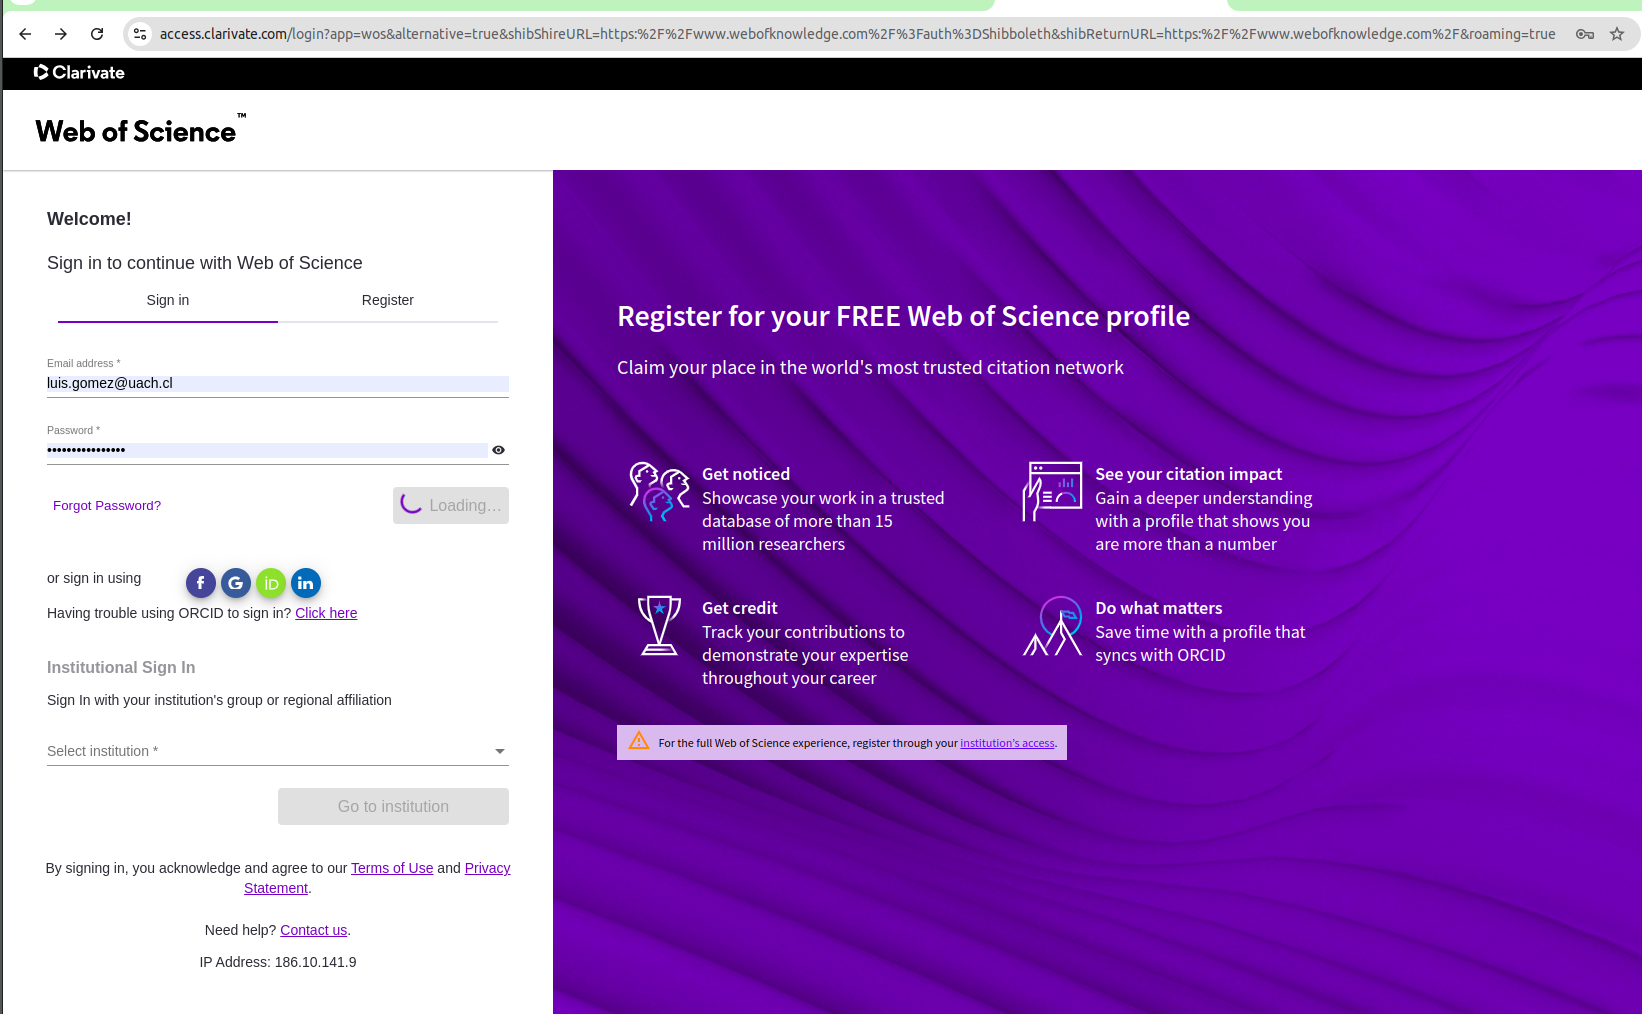 access.clarivate.com/login?app=wos&alternative=true&shibShireURL=https:%2F%2Fwww.webofknowledge.com%2F%3Fauth%3DShibboleth&shibReturnURL=https:%2F%2Fwww.webofknowledge.com%2F&roaming=true
Clarivate
Web of Science™
Welcome!
Sign in to continue with Web of Science
Sign in Register
Email address *
luis.gomez@uach.cl
Password *
••••••••••••••••
Forgot Password? Loading...
or sign in using f G iD in
Having trouble using ORCID to sign in? Click here
Institutional Sign In
Sign In with your institution's group or regional affiliation
Select institution *
Go to institution
By signing in, you acknowledge and agree to our Terms of Use and Privacy
Statement.
Need help? Contact us.
IP Address: 186.10.141.9
Register for your FREE Web of Science profile
Claim your place in the world's most trusted citation network
Get noticed
Showcase your work in a trusted
database of more than 15
million researchers
See your citation impact
Gain a deeper understanding
with a profile that shows you
are more than a number
Get credit
Track your contributions to
demonstrate your expertise
throughout your career
Do what matters
Save time with a profile that
syncs with ORCID
For the full Web of Science experience, register through your institution's access.